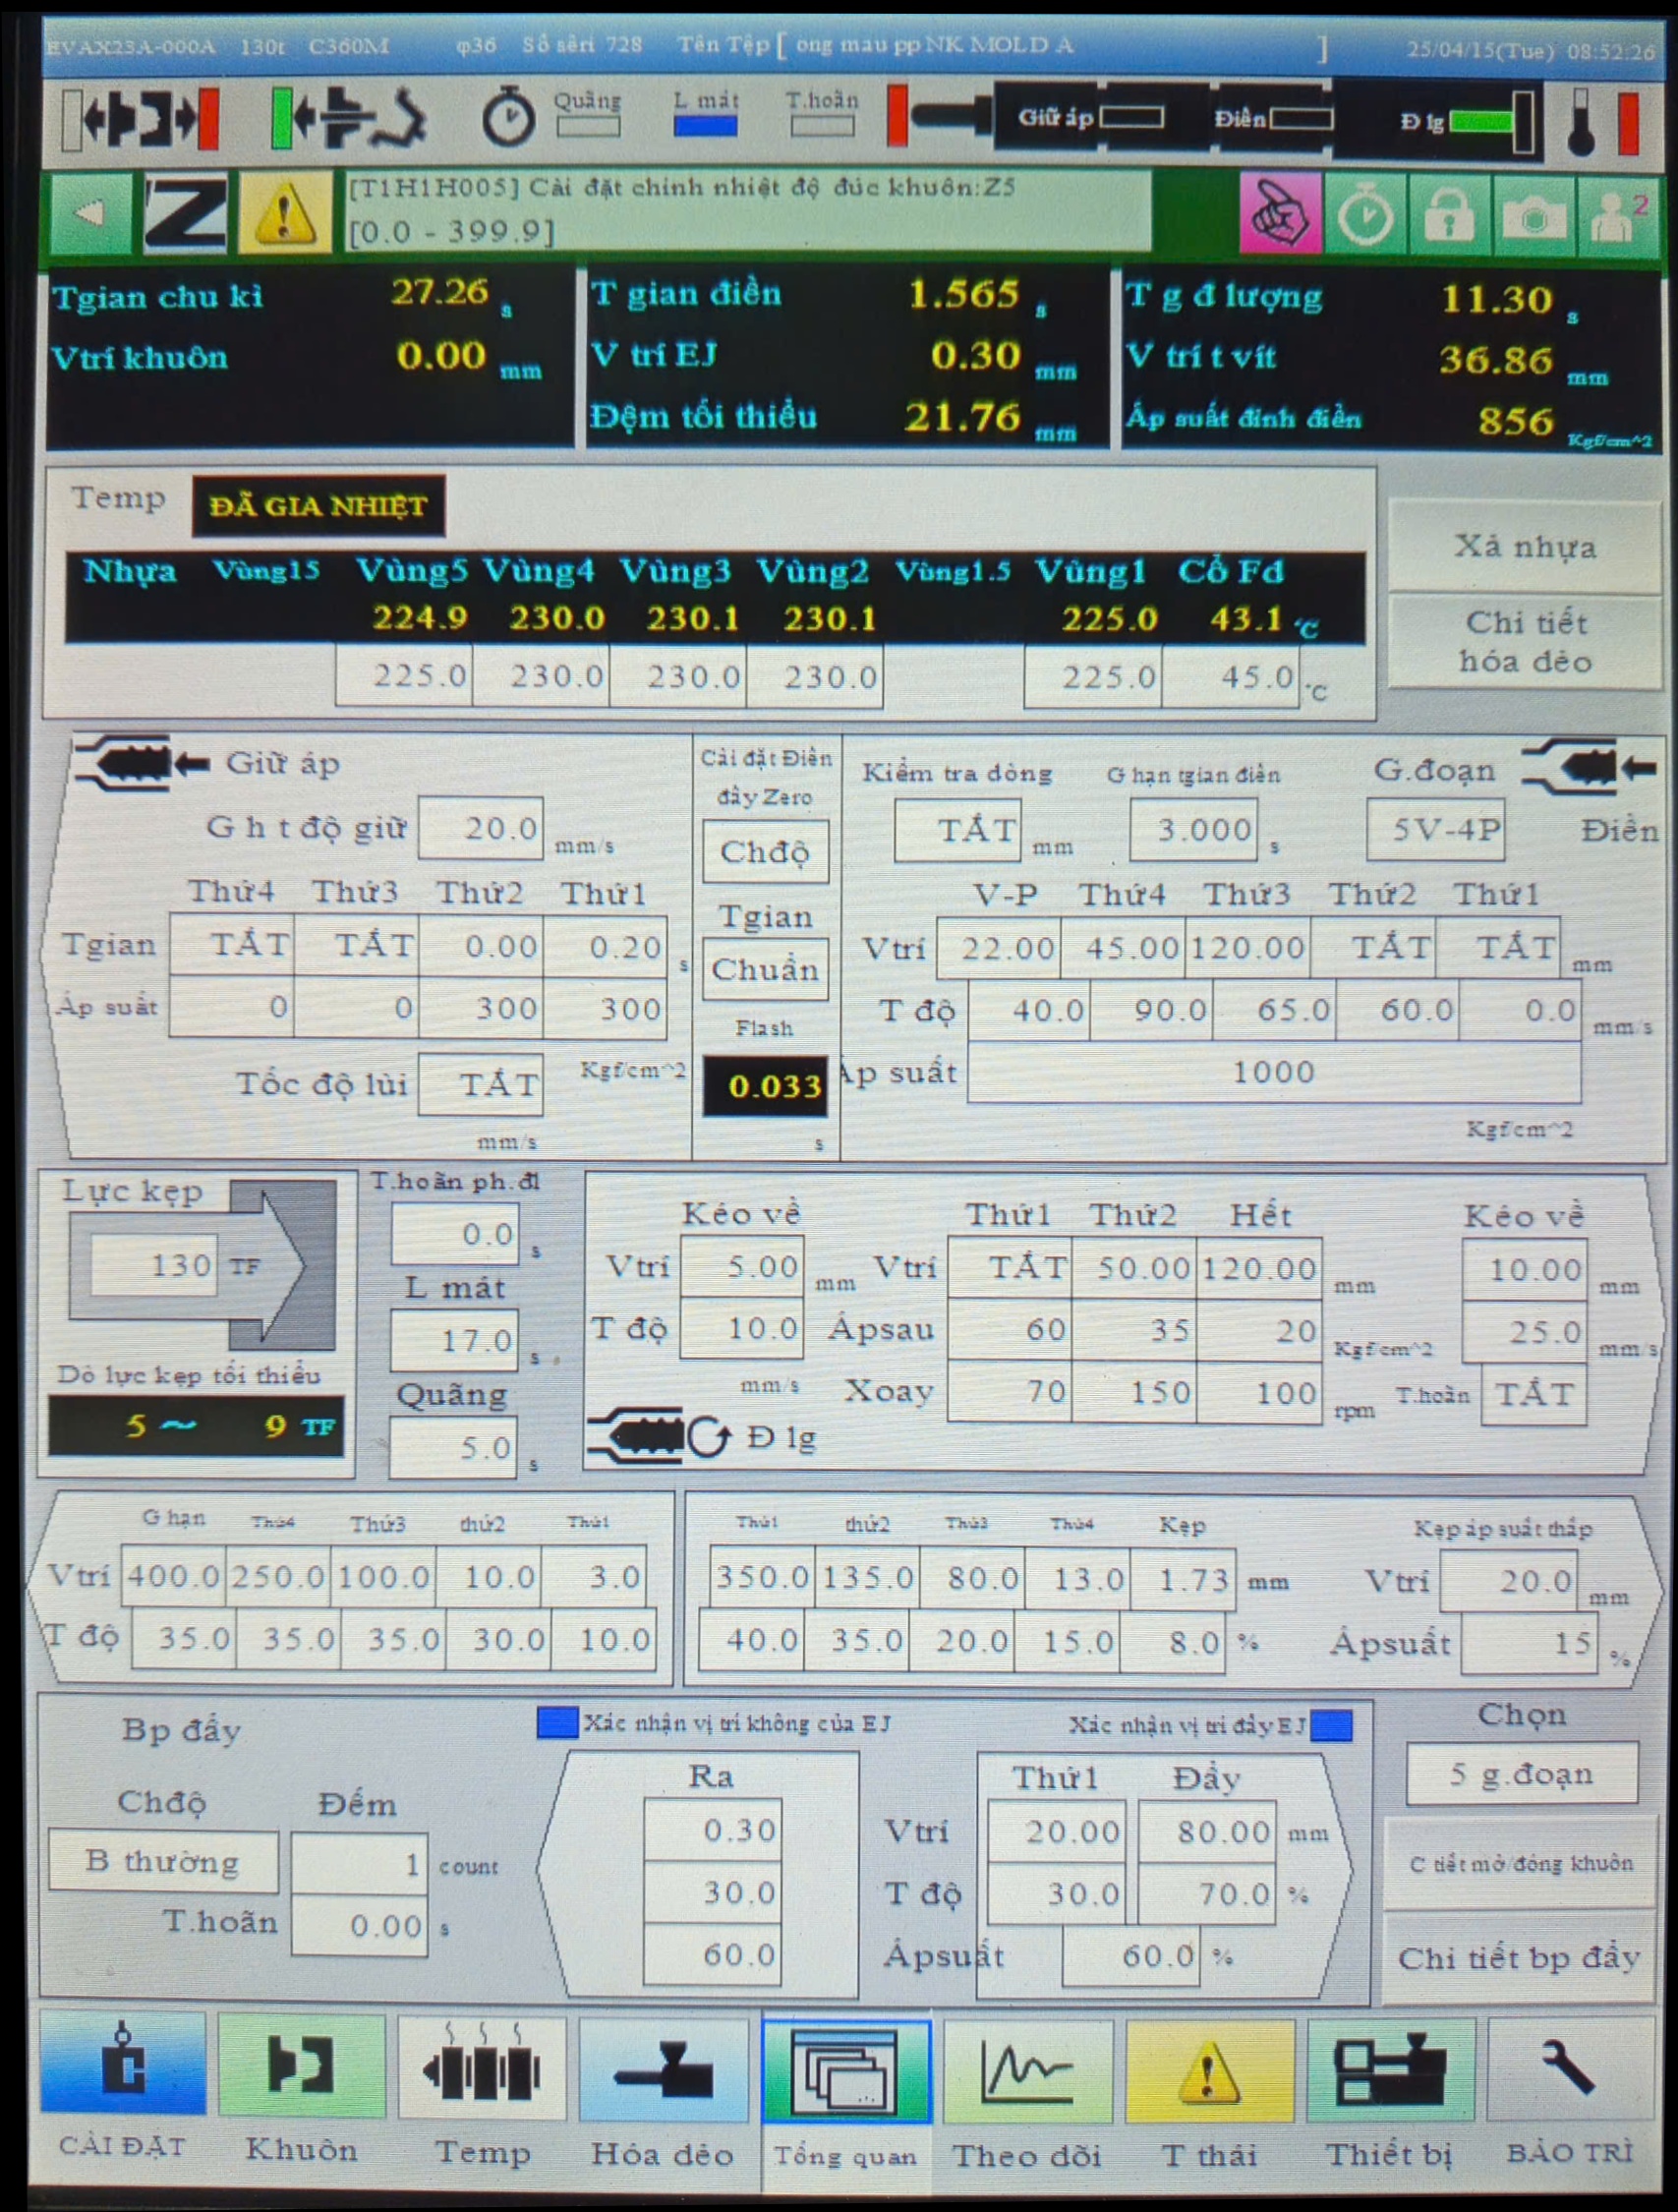 EVAX23A-000A 130t C360M φ36 Số sêri 728 Tên Tệp [ ong mau pp NK MOLD A ] 25/04/15(Tue) 08:52:26
Quãng L mát T.hoãn Giữ áp Điền Đ lg
[T1H1H005] Cài đặt chỉnh nhiệt độ đúc khuôn:Z5
[0.0 - 399.9]
2
Tgian chu kì 27.26 s T gian điền 1.565 s T g đ lượng 11.30 s
Vtrí khuôn 0.00 mm V trí EJ 0.30 mm V trí t vít 36.86 mm
Đệm tối thiểu 21.76 mm Áp suất đỉnh điền 856 Kgf/cm^2
Temp ĐÃ GIA NHIỆT
Xả nhựa
Nhựa Vùng15 Vùng5 Vùng4 Vùng3 Vùng2 Vùng1.5 Vùng1 Cổ Fd
224.9 230.0 230.1 230.1 225.0 43.1 °C
225.0 230.0 230.0 230.0 225.0 45.0 °C
Chi tiết
hóa dẻo
Giữ áp Cài đặt Điền đầy Zero Kiểm tra dòng G hạn tgian điền G.đoạn
G h t độ giữ 20.0 mm/s Chđộ TẮT mm 3.000 s 5V-4P Điền
Thứ4 Thứ3 Thứ2 Thứ1 Tgian V-P Thứ4 Thứ3 Thứ2 Thứ1
Tgian TẮT TẮT 0.00 0.20 s Chuẩn Vtrí 22.00 45.00 120.00 TẮT TẮT mm
Áp suất 0 0 300 300 Flash T độ 40.0 90.0 65.0 60.0 0.0 mm/s
Tốc độ lùi TẮT Kgf/cm^2 0.033 Áp suất 1000
mm/s s Kgf/cm^2
Lực kẹp T.hoãn ph.đl Kéo về Thứ1 Thứ2 Hết Kéo về
130 TF 0.0 s Vtrí 5.00 mm Vtrí TẮT 50.00 120.00 mm 10.00 mm
L mát T độ 10.0 Ápsau 60 35 20 Kgf/cm^2 25.0 mm/s
17.0 s mm/s Xoay 70 150 100 rpm T.hoãn TẮT
Dò lực kẹp tối thiểu Quãng
5 ~ 9 TF 5.0 s Đ lg
G hạn Thứ4 Thứ3 thứ2 Thứ1 Thứ1 thứ2 Thứ3 Thứ4 Kẹp Kẹp áp suất thấp
Vtrí 400.0 250.0 100.0 10.0 3.0 350.0 135.0 80.0 13.0 1.73 mm Vtrí 20.0 mm
T độ 35.0 35.0 35.0 30.0 10.0 40.0 35.0 20.0 15.0 8.0 % Ápsuất 15 %
Bp đẩy Xác nhận vị trí không của EJ Xác nhận vị trí đẩy EJ Chọn
Ra Thứ1 Đẩy 5 g.đoạn
Chđộ Đếm 0.30 Vtrí 20.00 80.00 mm
B thường 1 count 30.0 T độ 30.0 70.0 % C tiết mở/đóng khuôn
T.hoãn 0.00 s 60.0 Ápsuất 60.0 % Chi tiết bp đẩy
CÀI ĐẶT Khuôn Temp Hóa dẻo Tổng quan Theo dõi T thái Thiết bị BẢO TRÌ